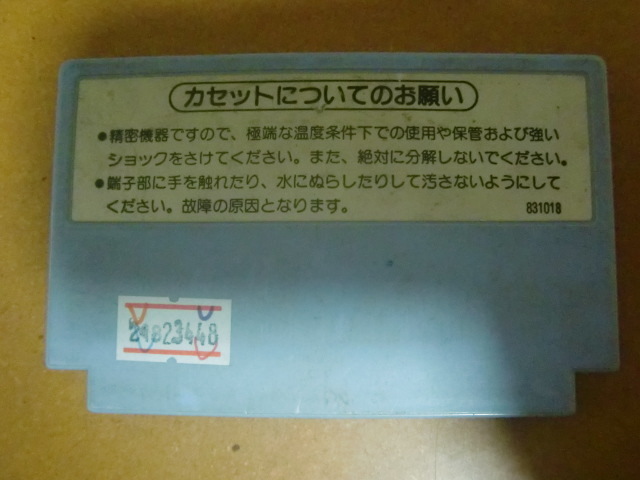 カセットについてのお願い
●精密機器ですので、極端な温度条件下での使用や保管および強い
ショックをさけてください。また、絶対に分解しないでください。
●端子部に手を触れたり、水にぬらしたりして汚さないようにして
ください。故障の原因となります。
831018